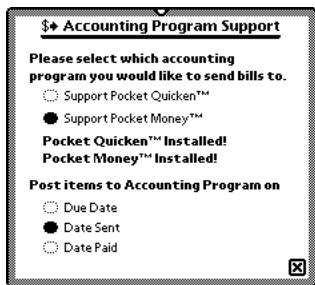 $➧ Accounting Program Support
Please select which accounting
program you would like to send bills to.
Support Pocket Quicken™
Support Pocket Money™
Pocket Quicken™ Installed!
Pocket Money™ Installed!
Post items to Accounting Program on
Due Date
Date Sent
Date Paid